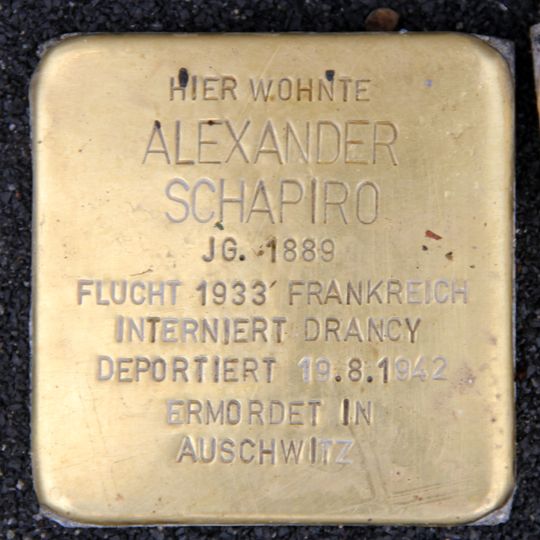 HIER WOHNTE
ALEXANDER
SCHAPIRO
JG. 1889
FLUCHT 1933 FRANKREICH
INTERNIERT DRANCY
DEPORTIERT 19.8.1942
ERMORDET IN
AUSCHWITZ